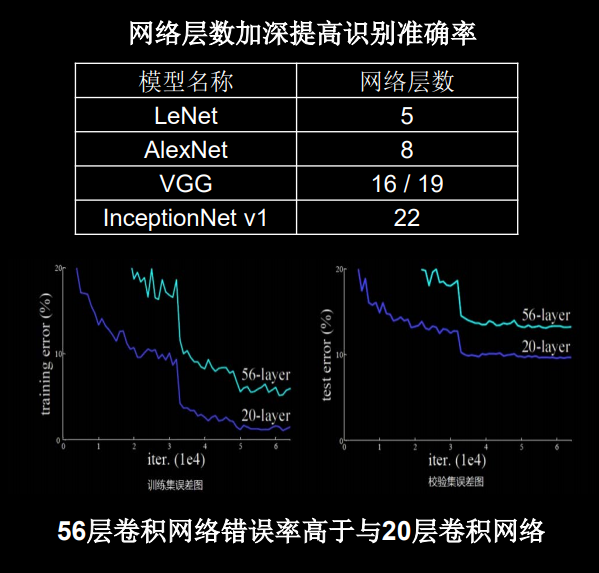 网络层数加深提高识别准确率
模型名称 网络层数
LeNet 5
AlexNet 8
VGG 16 / 19
InceptionNet v1 22
20
10
0
training error (%)
56-layer
20-layer
0 1 2 3 4 5 6
iter. (1e4)
训练集误差图
20
10
0
test error (%)
56-layer
20-layer
0 1 2 3 4 5 6
iter. (1e4)
校验集误差图
56层卷积网络错误率高于与20层卷积网络